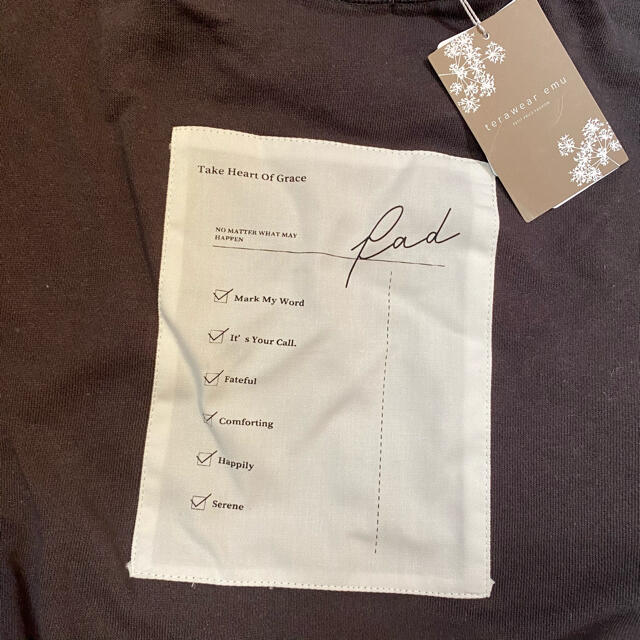 terawear emu
Take Heart Of Grace
NO MATTER WHAT MAY
HAPPEN
Pad
Mark My Word
It's Your Call.
Fateful
Comforting
Happily
Serene